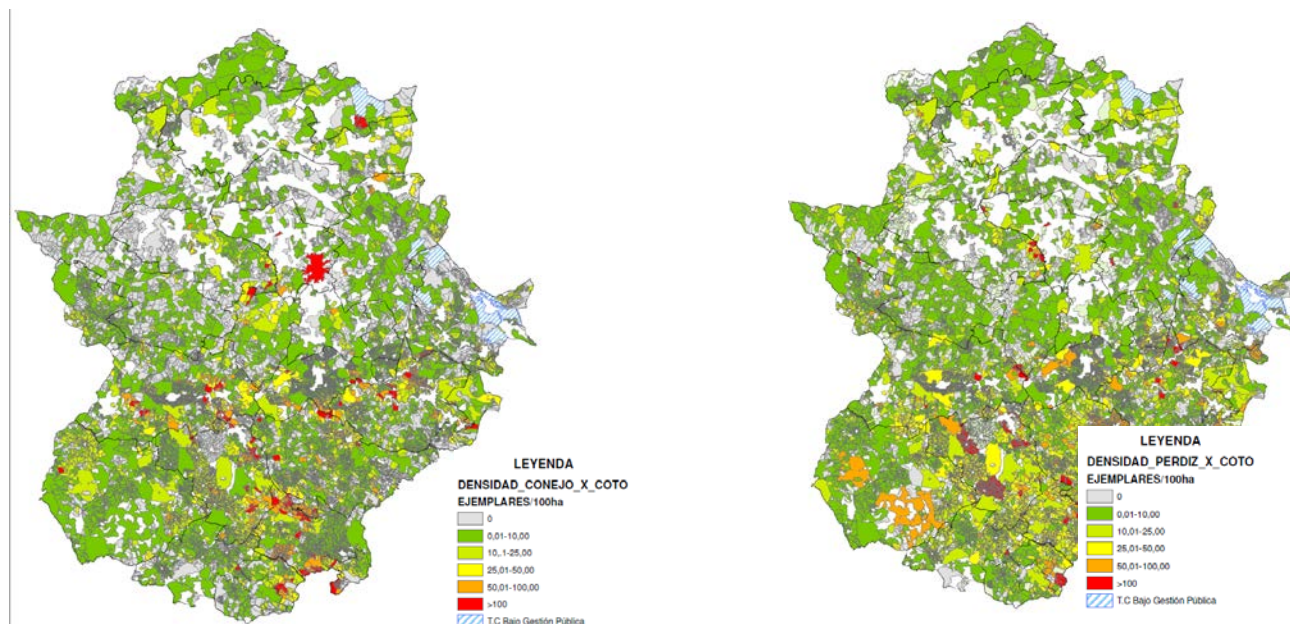 LEYENDA
DENSIDAD_CONEJO_X_COTO
EJEMPLARES/100ha
0
0,01-10,00
10,.1-25,00
25,01-50,00
50,01-100,00
>100
T.C Bajo Gestión Pública
LEYENDA
DENSIDAD_PERDIZ_X_COTO
EJEMPLARES/100ha
0
0,01-10,00
10,01-25,00
25,01-50,00
50,01-100,00
>100
T.C Bajo Gestión Pública